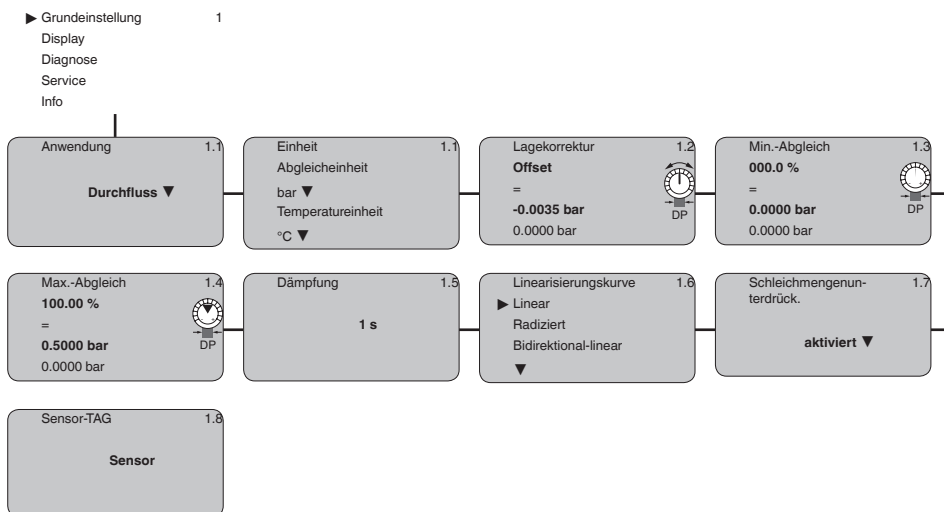 ▶ Grundeinstellung 1
Display
Diagnose
Service
Info
Anwendung 1.1
Durchfluss ▼
Einheit 1.1
Abgleicheinheit
bar ▼
Temperatureinheit
°C ▼
Lagekorrektur 1.2
Offset
=
-0.0035 bar
0.0000 bar
DP
Min.-Abgleich 1.3
000.0 %
=
0.0000 bar
0.0000 bar
DP
Max.-Abgleich 1.4
100.00 %
=
0.5000 bar
0.0000 bar
DP
Dämpfung 1.5
1 s
Linearisierungskurve 1.6
▶ Linear
Radiziert
Bidirektional-linear
▼
Schleichmengenun- 1.7
terdrück.
aktiviert ▼
Sensor-TAG 1.8
Sensor